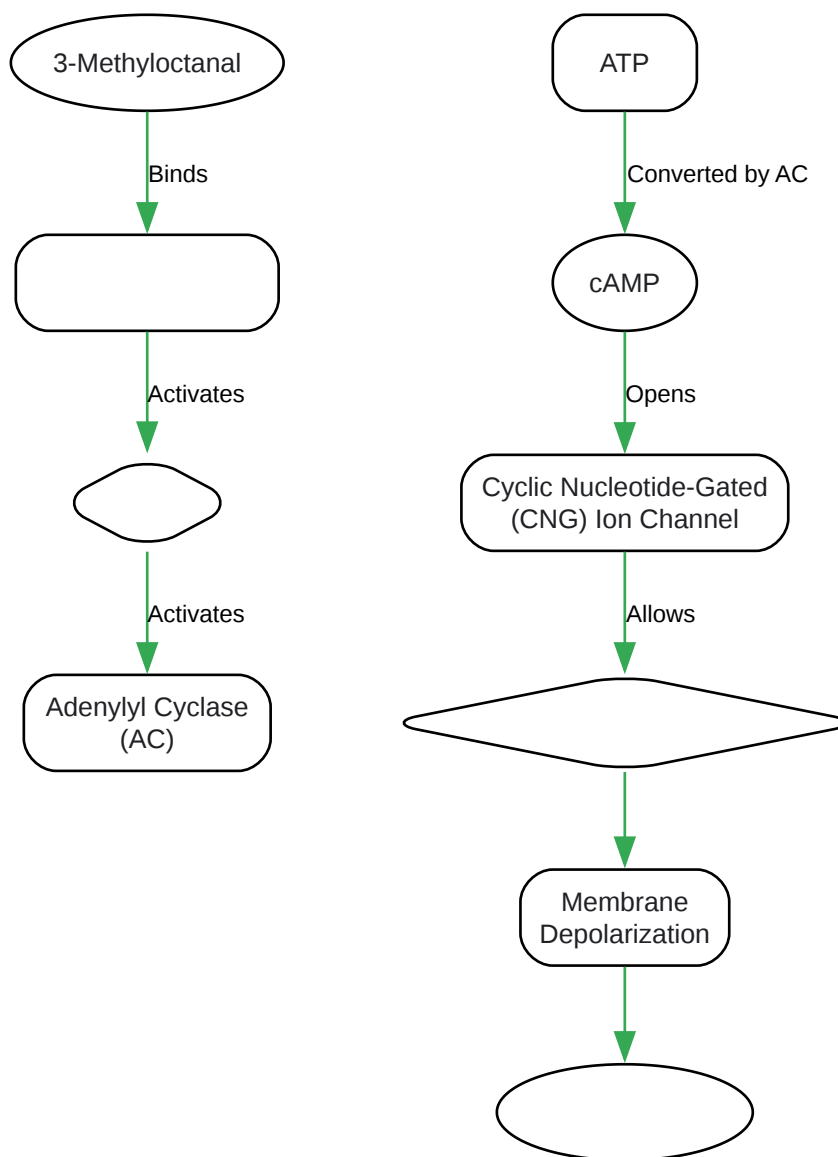 3-Methyloctanal
Binds
Activates
Activates
Adenylyl Cyclase
(AC)
ATP
Converted by AC
cAMP
Opens
Cyclic Nucleotide-Gated
(CNG) Ion Channel
Allows
Membrane
Depolarization